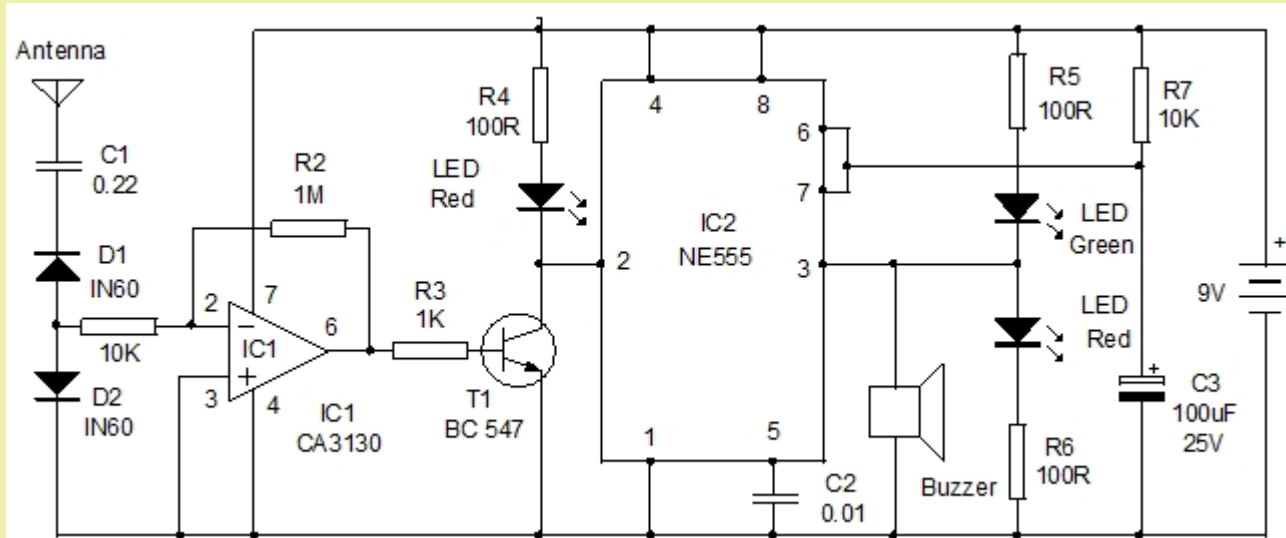 Antenna
C1
0.22
D1
IN60
10K
D2
IN60
R2
1M
2
7
6
IC1
3
4
IC1
CA3130
R3
1K
T1
BC 547
R4
100R
LED
Red
4
8
6
7
2
IC2
NE555
3
1
5
C2
0.01
Buzzer
R5
100R
LED
Green
LED
Red
R6
100R
R7
10K
C3
100uF
25V
9V
+
+
−
+